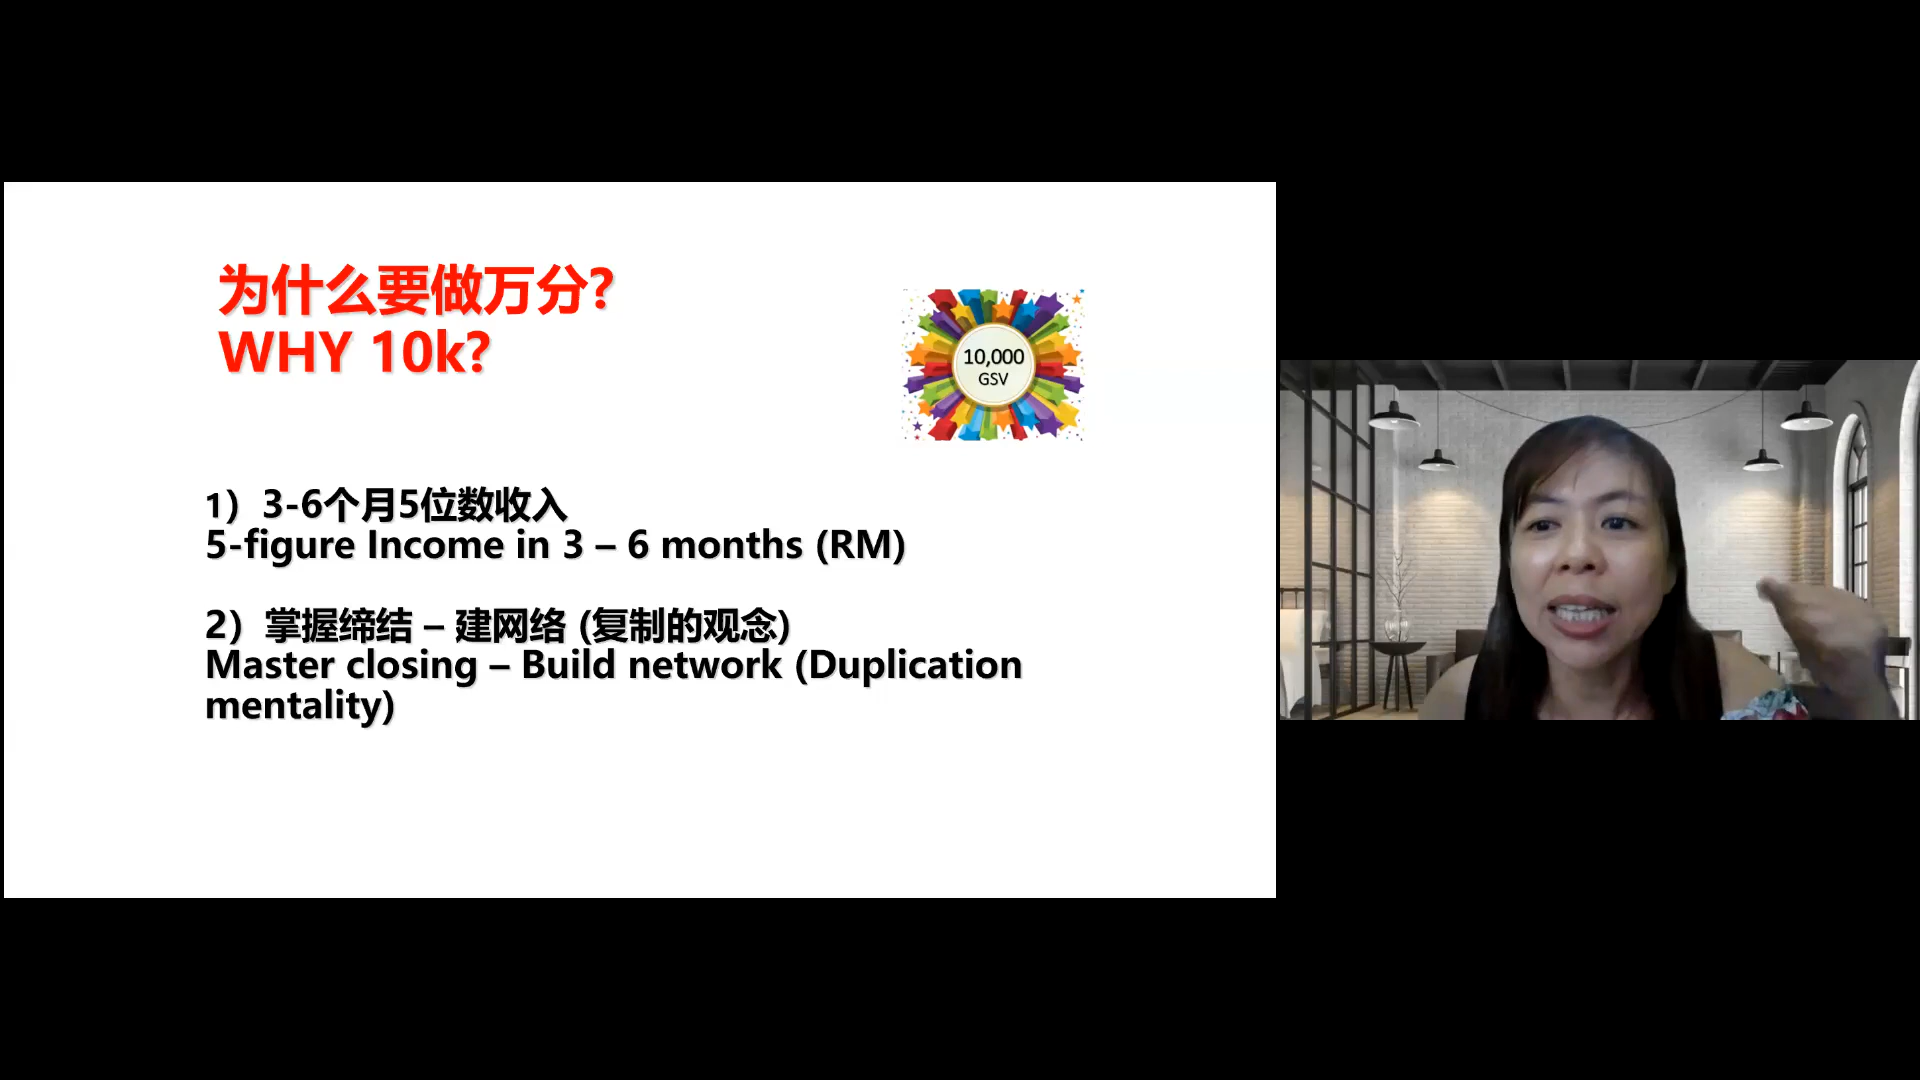 为什么要做万分?
WHY 10k?
10,000
GSV
1）3-6个月5位数收入
5-figure Income in 3 – 6 months (RM)
2）掌握缔结 – 建网络 (复制的观念)
Master closing – Build network (Duplication
mentality)